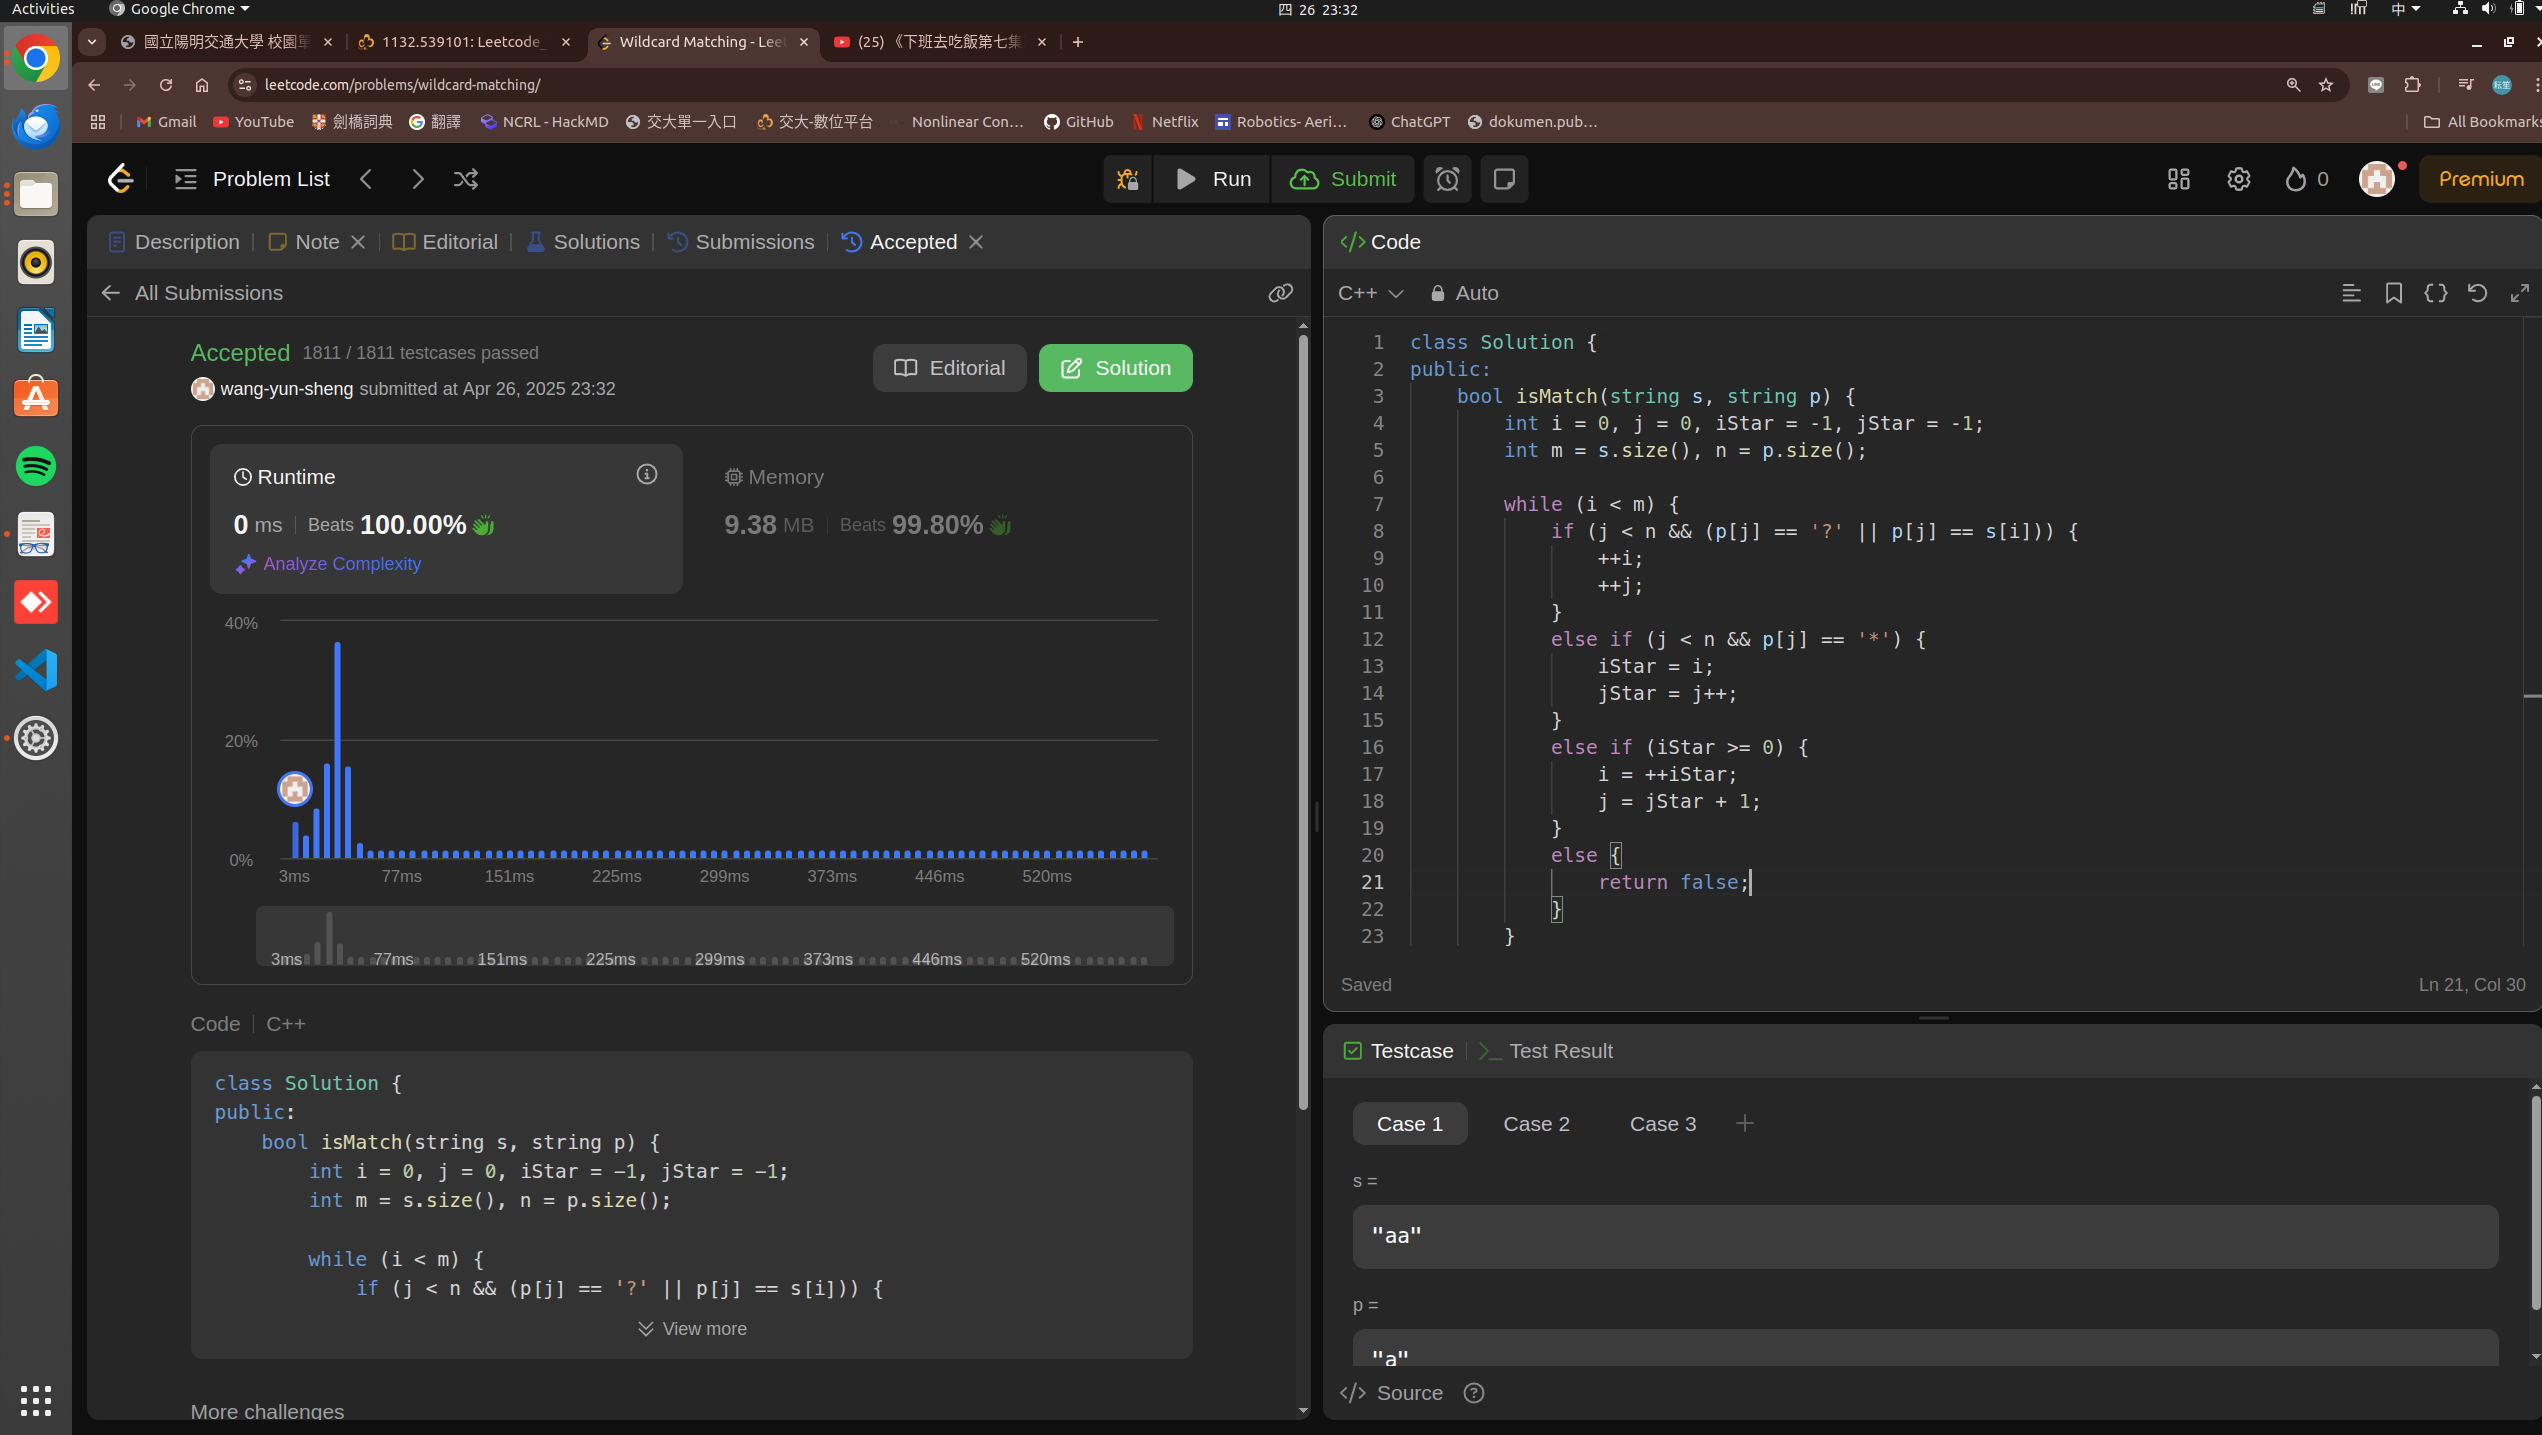 Activities
Google Chrome
四 26 23:32
中
國立陽明交通大學 校園單
1132.539101: Leetcode_
Wildcard Matching - Leet
(25) 《下班去吃飯第七集
leetcode.com/problems/wildcard-matching/
Gmail
YouTube
劍橋詞典
翻譯
NCRL - HackMD
交大單一入口
交大-數位平台
Nonlinear Con...
GitHub
Netflix
Robotics- Aeri...
ChatGPT
dokumen.pub...
All Bookmarks
Problem List
Run
Submit
0
Premium
Description
Note
Editorial
Solutions
Submissions
Accepted
All Submissions
Accepted 1811 / 1811 testcases passed
wang-yun-sheng submitted at Apr 26, 2025 23:32
Editorial
Solution
Runtime
0 ms Beats 100.00%
Analyze Complexity
Memory
9.38 MB Beats 99.80%
40%
20%
0%
3ms 77ms 151ms 225ms 299ms 373ms 446ms 520ms
3ms 77ms 151ms 225ms 299ms 373ms 446ms 520ms
Code C++
class Solution {
public:
    bool isMatch(string s, string p) {
        int i = 0, j = 0, iStar = -1, jStar = -1;
        int m = s.size(), n = p.size();
        while (i < m) {
            if (j < n && (p[j] == '?' || p[j] == s[i])) {
View more
More challenges
Code
C++ Auto
1 class Solution {
2 public:
3     bool isMatch(string s, string p) {
4         int i = 0, j = 0, iStar = -1, jStar = -1;
5         int m = s.size(), n = p.size();
6
7         while (i < m) {
8             if (j < n && (p[j] == '?' || p[j] == s[i])) {
9                 ++i;
10                 ++j;
11             }
12             else if (j < n && p[j] == '*') {
13                 iStar = i;
14                 jStar = j++;
15             }
16             else if (iStar >= 0) {
17                 i = ++iStar;
18                 j = jStar + 1;
19             }
20             else {
21                 return false;
22             }
23         }
Saved
Ln 21, Col 30
Testcase
Test Result
Case 1
Case 2
Case 3
s =
"aa"
p =
"a"
Source